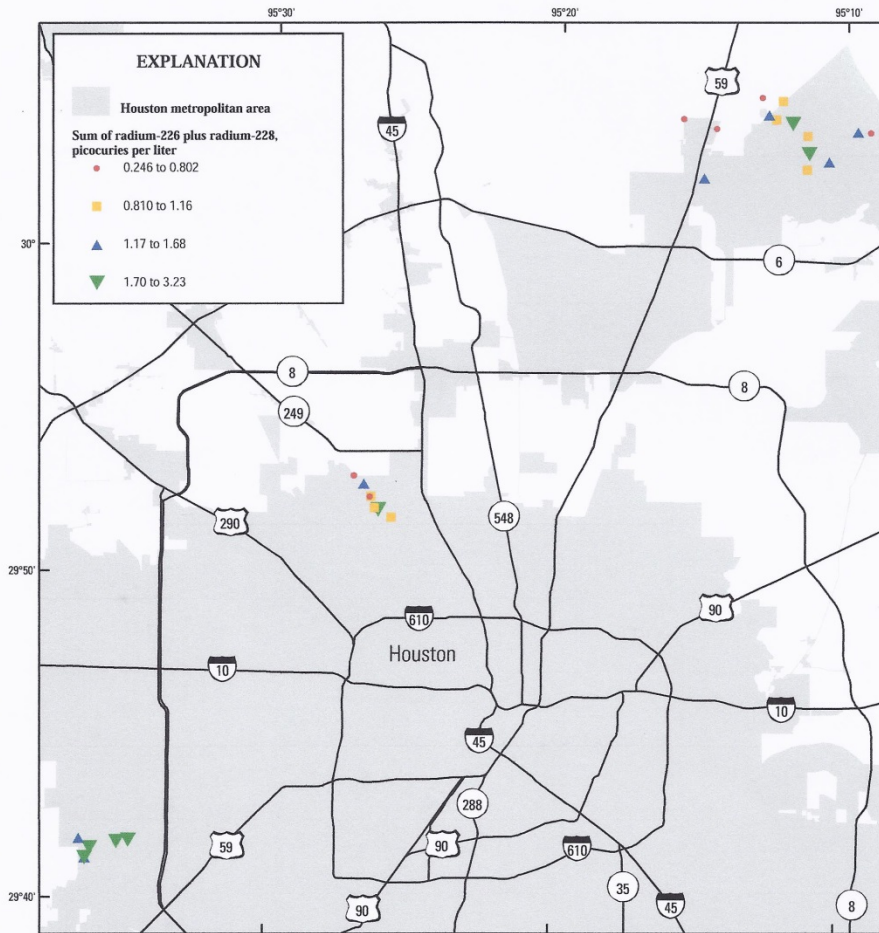 95°30' 95°20' 95°10'
EXPLANATION
Houston metropolitan area
Sum of radium-226 plus radium-228,
picocuries per liter
0.246 to 0.802
0.810 to 1.16
1.17 to 1.68
1.70 to 3.23
45
59
30°
6
8
8
249
290
548
29°50'
90
610
Houston
10
10
45
288
59
90
610
35
29°40'
90
45
8